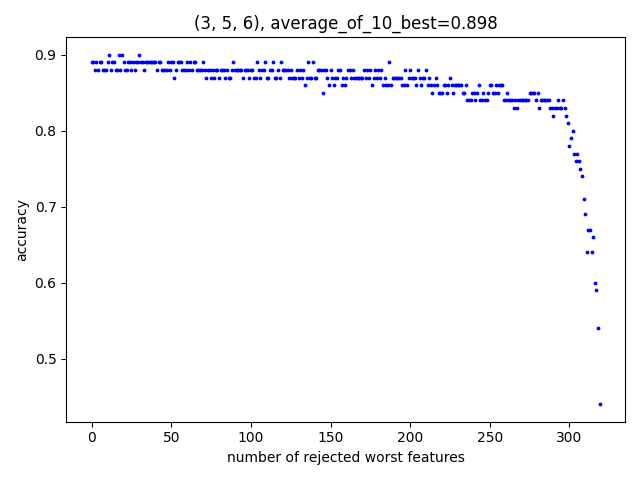 (3, 5, 6), average_of_10_best=0.898
accuracy
0.9
0.8
0.7
0.6
0.5
0 50 100 150 200 250 300
number of rejected worst features